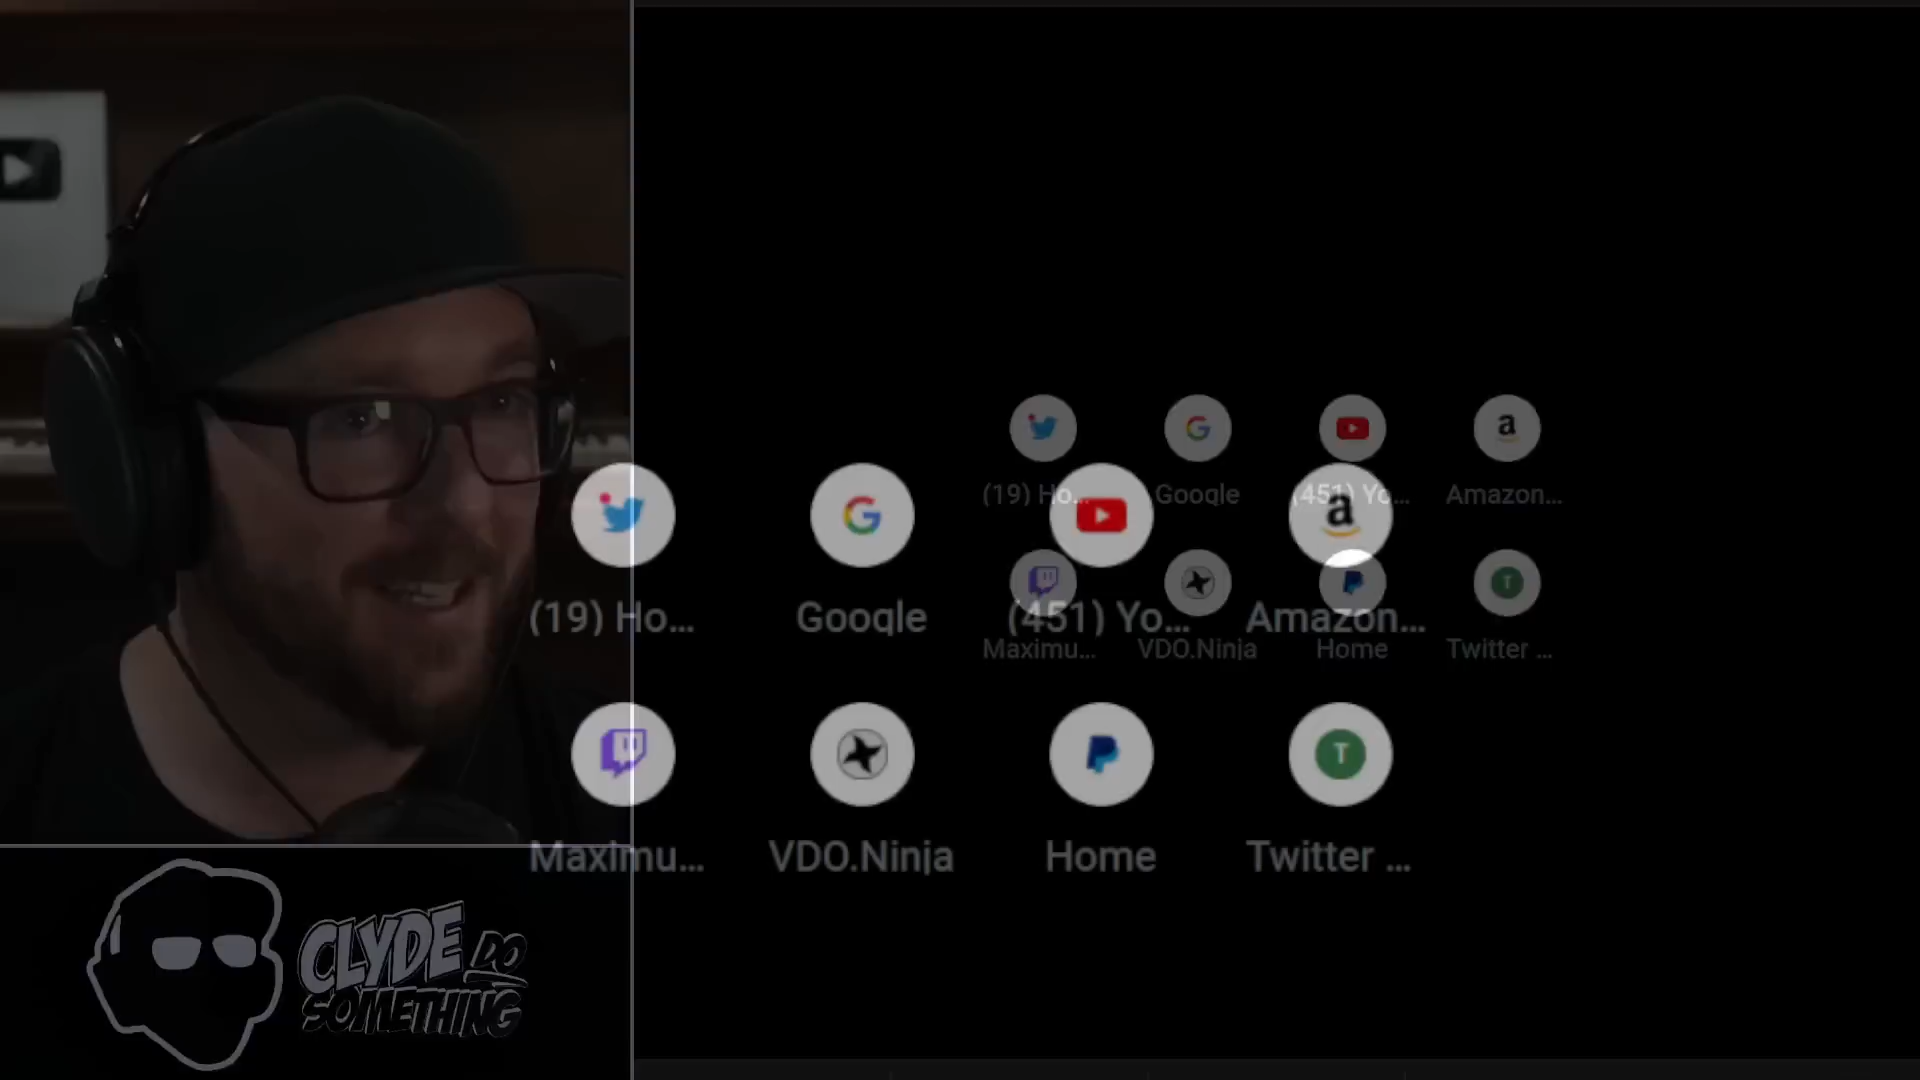 (19) Ho...
Google
(451) Yo...
Amazon...
Maximu...
VDO.Ninja
Home
Twitter ...
(19) Ho...
Google
(451) Yo...
Amazon...
Maximu...
VDO.Ninja
Home
Twitter ...
CLYDE DO
SOMETHING